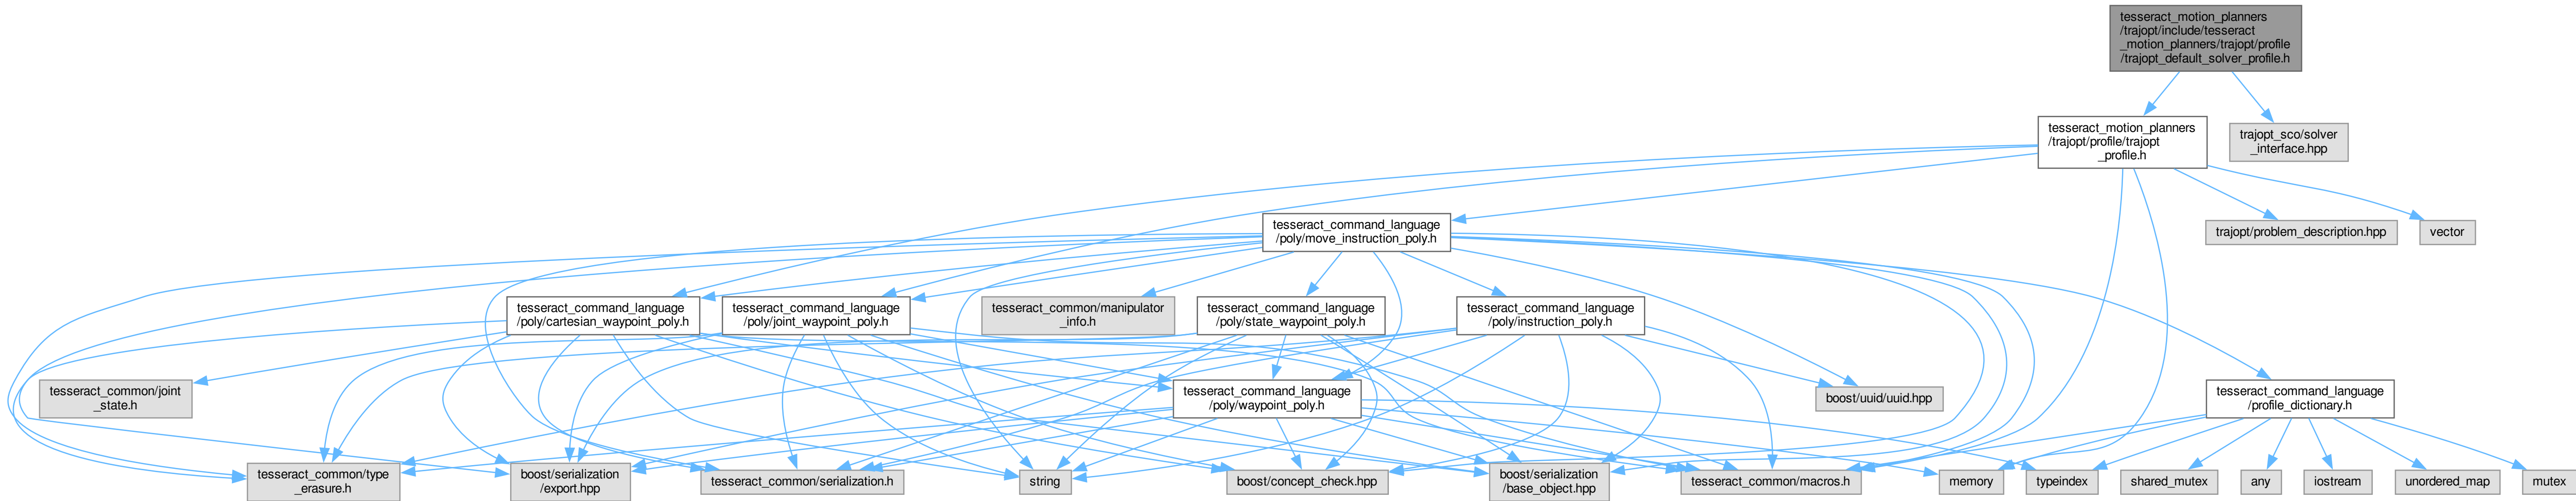 tesseract_motion_planners
/trajopt/include/tesseract
_motion_planners/trajopt/profile
/trajopt_default_solver_profile.h
tesseract_motion_planners
/trajopt/profile/trajopt
_profile.h
trajopt_sco/solver
_interface.hpp
tesseract_command_language
/poly/move_instruction_poly.h
trajopt/problem_description.hpp
vector
tesseract_command_language
/poly/cartesian_waypoint_poly.h
tesseract_command_language
/poly/joint_waypoint_poly.h
tesseract_common/manipulator
_info.h
tesseract_command_language
/poly/state_waypoint_poly.h
tesseract_command_language
/poly/instruction_poly.h
tesseract_common/joint
_state.h
tesseract_command_language
/poly/waypoint_poly.h
boost/uuid/uuid.hpp
tesseract_command_language
/profile_dictionary.h
tesseract_common/type
_erasure.h
boost/serialization
/export.hpp
tesseract_common/serialization.h
string
boost/concept_check.hpp
boost/serialization
/base_object.hpp
tesseract_common/macros.h
memory
typeindex
shared_mutex
any
iostream
unordered_map
mutex